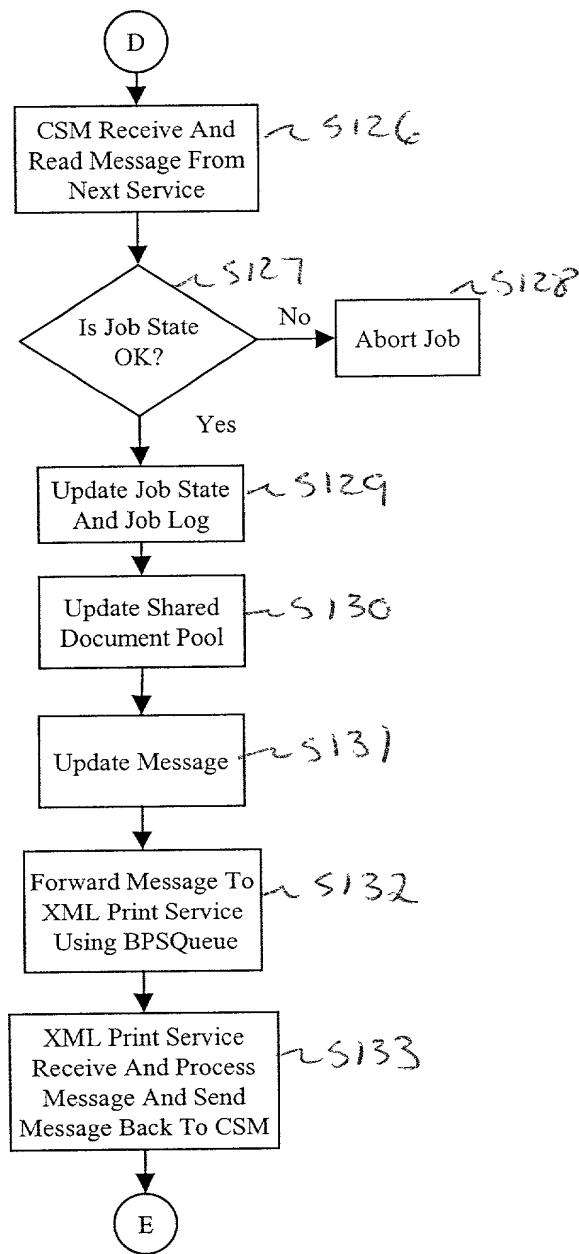 D
CSM Receive And
Read Message From
Next Service
S126
Is Job State
OK?
S127
No
Abort Job
S128
Yes
Update Job State
And Job Log
S129
Update Shared
Document Pool
S130
Update Message
S131
Forward Message To
XML Print Service
Using BPSQueue
S132
XML Print Service
Receive And Process
Message And Send
Message Back To CSM
S133
E